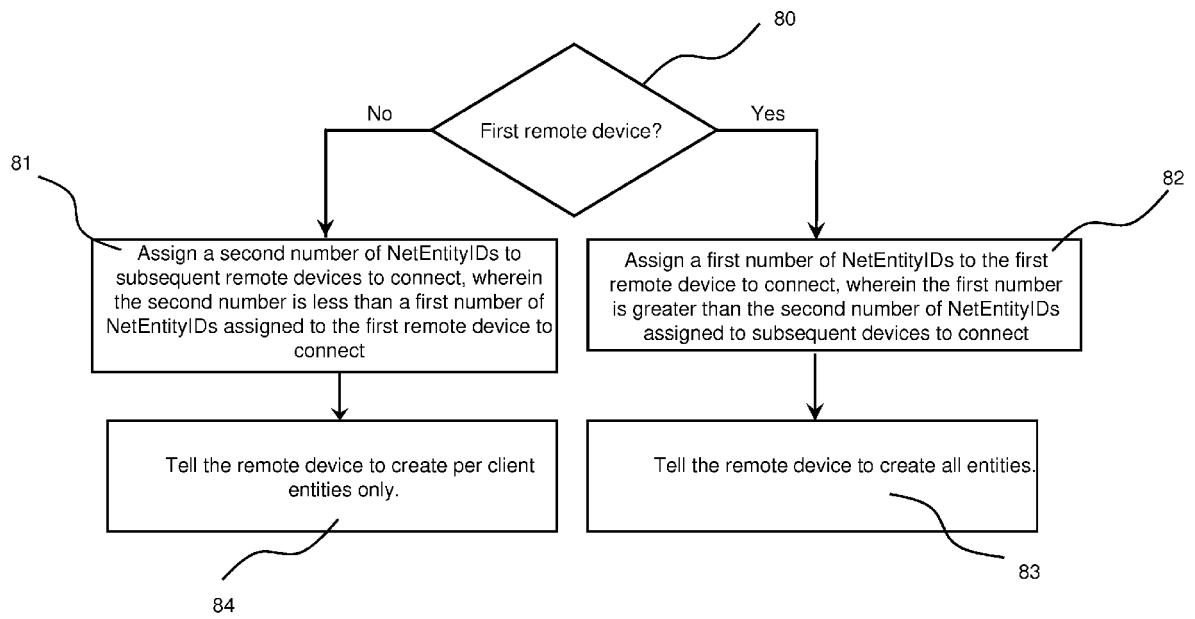 80
No
Yes
First remote device?
81
82
Assign a second number of NetEntityIDs to
subsequent remote devices to connect, wherein
the second number is less than a first number of
NetEntityIDs assigned to the first remote device to
connect
Assign a first number of NetEntityIDs to the first
remote device to connect, wherein the first number
is greater than the second number of NetEntityIDs
assigned to subsequent devices to connect
Tell the remote device to create per client
entities only.
Tell the remote device to create all entities.
83
84